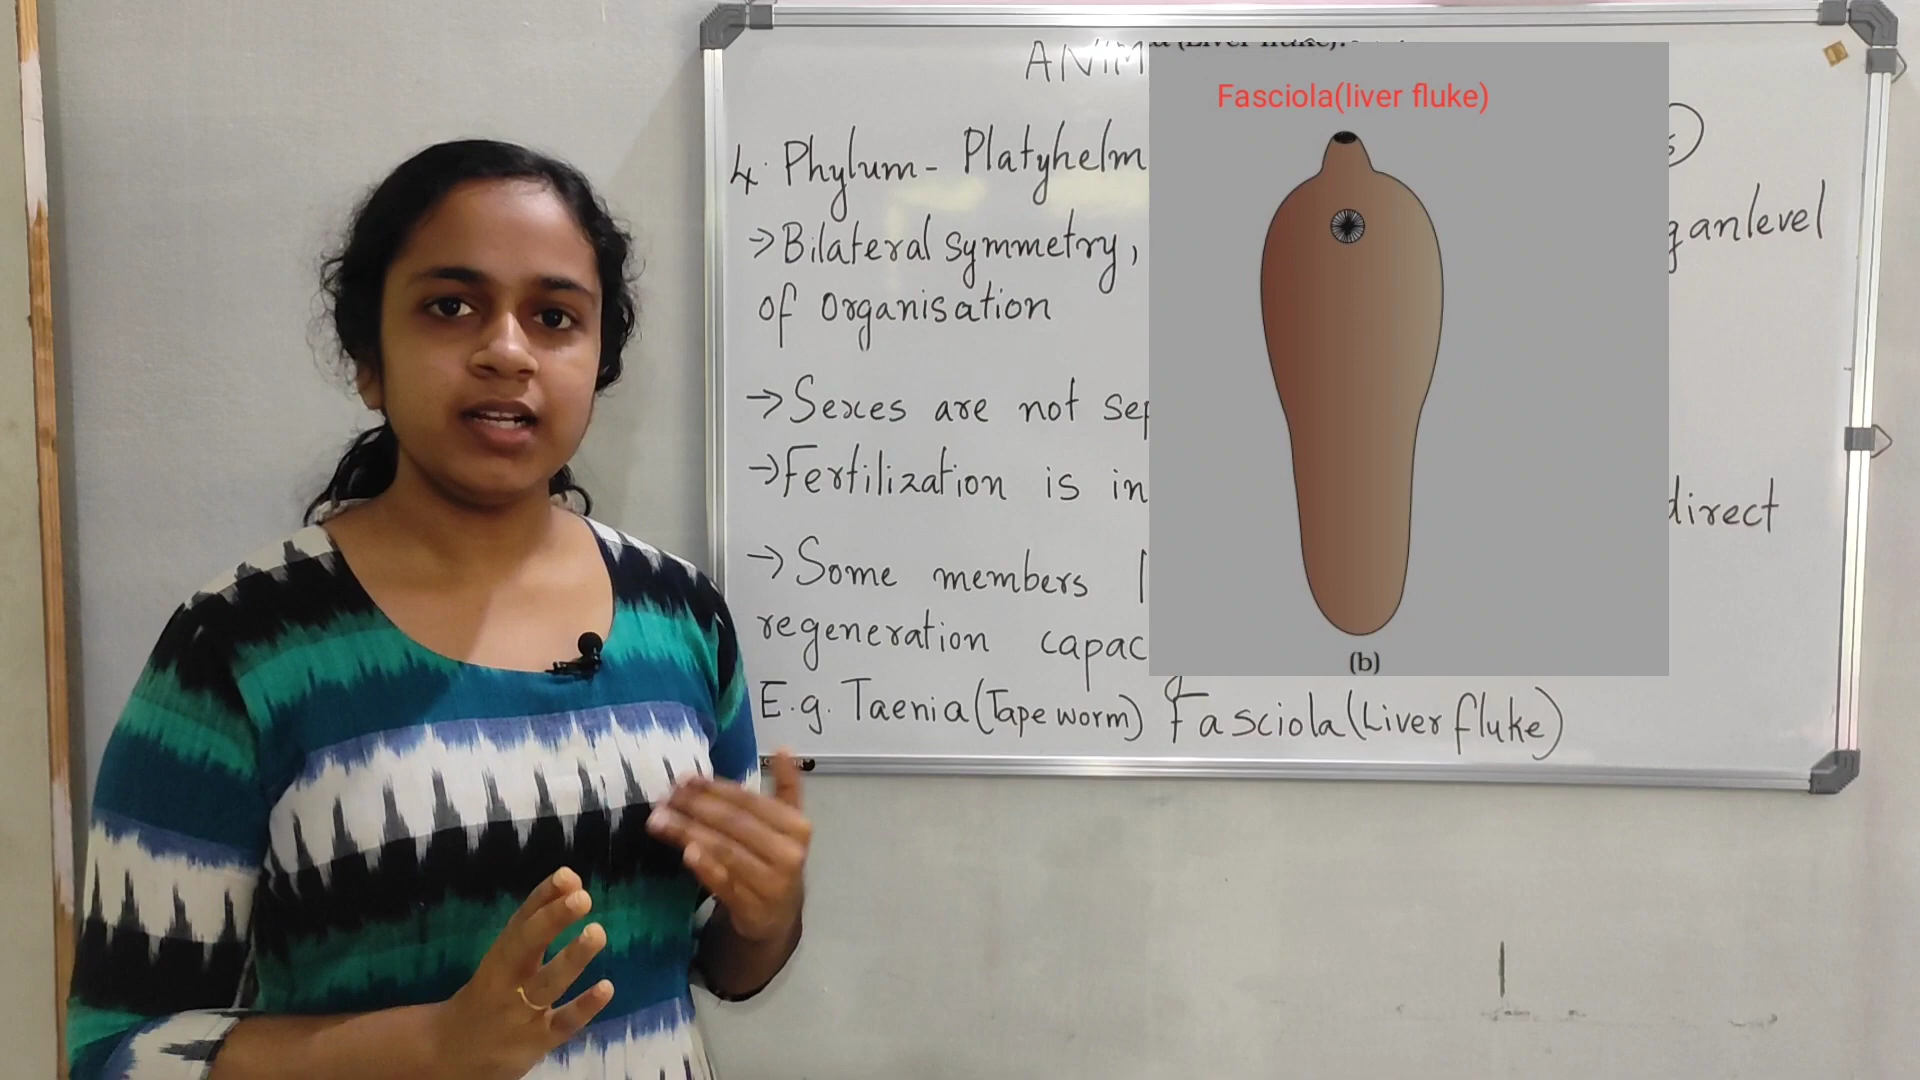 ANIM
Fasciola(liver fluke)
4. Phylum - Platyhelm
→Bilateral symmetry, ganlevel
of organisation
→Sexes are not sep
→Fertilization is in direct
→Some members
regeneration capac
(b)
E.g. Taenia(Tape worm) Fasciola(Liver fluke)